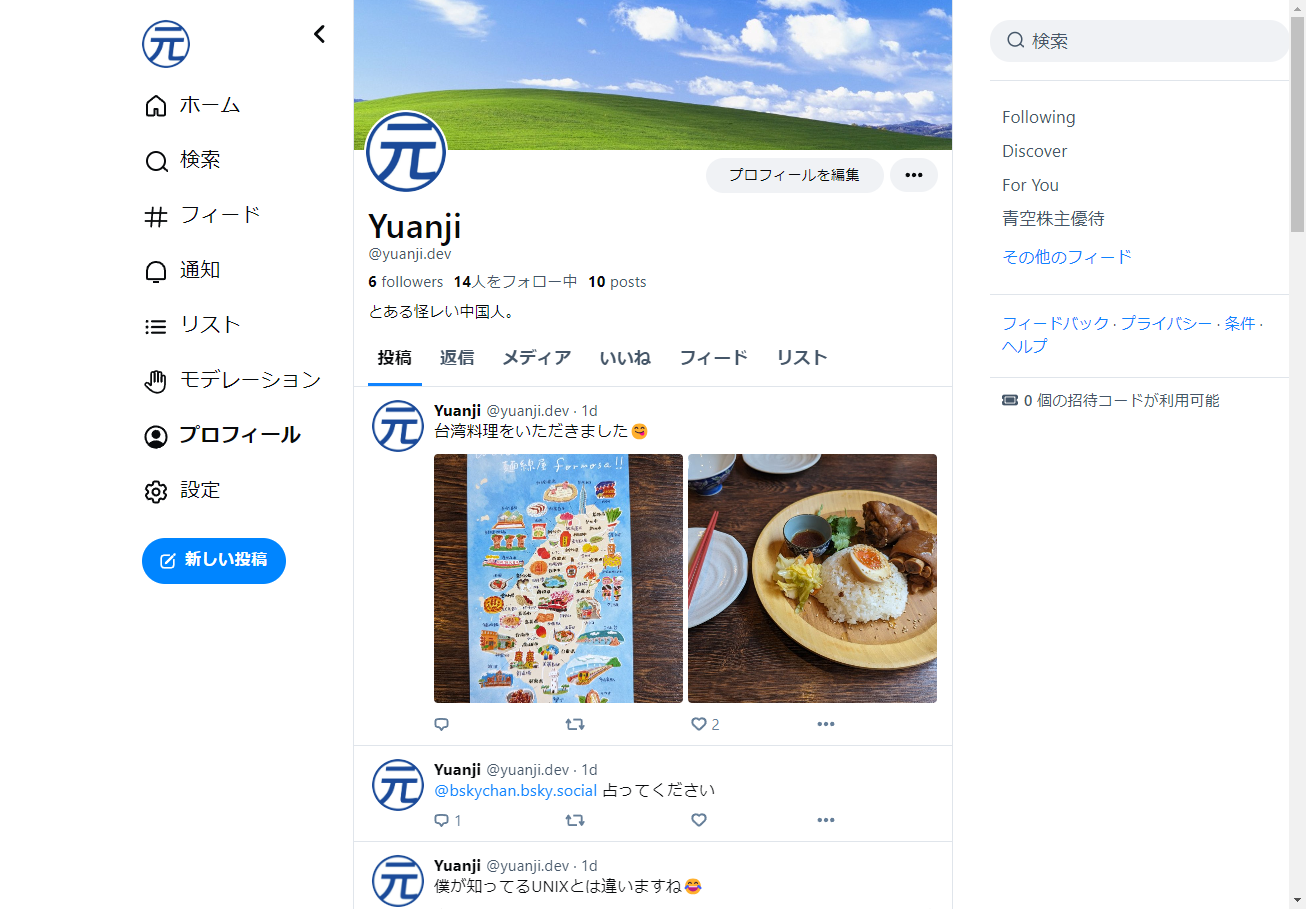 元
ホーム
検索
フィード
通知
リスト
モデレーション
プロフィール
設定
新しい投稿
元
プロフィールを編集
Yuanji
@yuanji.dev
6 followers 14人をフォロー中 10 posts
とある怪レい中国人。
投稿 返信 メディア いいね フィード リスト
元
Yuanji @yuanji.dev · 1d
台湾料理をいただきました😋
麵線屋 formosa!!
2
元
Yuanji @yuanji.dev · 1d
@bskychan.bsky.social 占ってください
1
元
Yuanji @yuanji.dev · 1d
僕が知ってるUNIXとは違いますね😂
検索
Following
Discover
For You
青空株主優待
その他のフィード
フィードバック · プライバシー · 条件 ·
ヘルプ
0 個の招待コードが利用可能